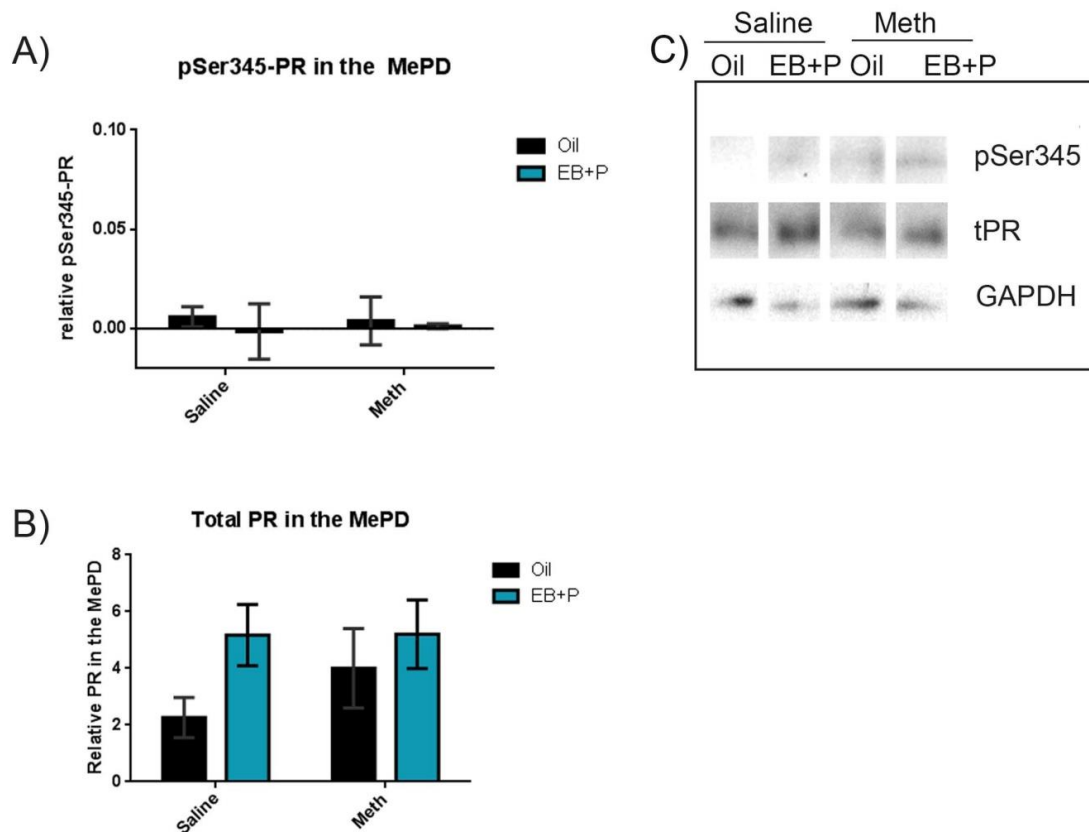 A)
pSer345-PR in the MePD
relative pSer345-PR
0.10
0.05
0.00
Saline
Meth
Oil
EB+P
B)
Total PR in the MePD
Relative PR in the MePD
8
6
4
2
0
Saline
Meth
Oil
EB+P
C)
Saline Meth
Oil EB+P Oil EB+P
pSer345
tPR
GAPDH